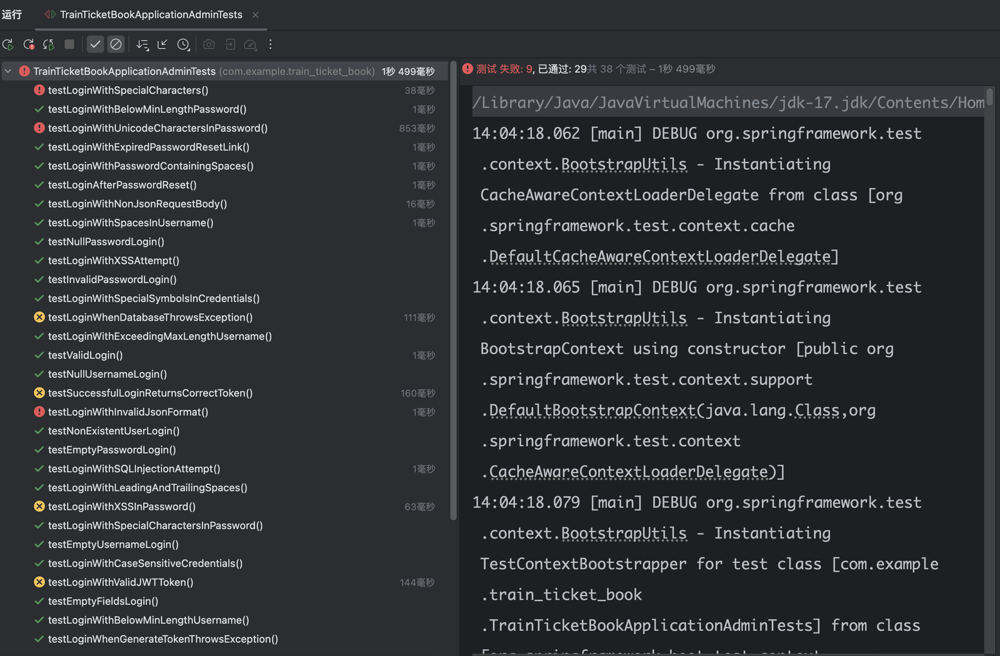 运行
TrainTicketBookApplicationAdminTests
TrainTicketBookApplicationAdminTests (com.example.train_ticket_book) 1秒 499毫秒
testLoginWithSpecialCharacters() 38毫秒
testLoginWithBelowMinLengthPassword() 1毫秒
testLoginWithUnicodeCharactersInPassword() 853毫秒
testLoginWithExpiredPasswordResetLink() 1毫秒
testLoginWithPasswordContainingSpaces() 1毫秒
testLoginAfterPasswordReset() 1毫秒
testLoginWithNonJsonRequestBody() 16毫秒
testLoginWithSpacesInUsername() 1毫秒
testNullPasswordLogin()
testLoginWithXSSAttempt()
testInvalidPasswordLogin()
testLoginWithSpecialSymbolsInCredentials()
testLoginWhenDatabaseThrowsException() 111毫秒
testLoginWithExceedingMaxLengthUsername()
testValidLogin() 1毫秒
testNullUsernameLogin()
testSuccessfulLoginReturnsCorrectToken() 160毫秒
testLoginWithInvalidJsonFormat() 1毫秒
testNonExistentUserLogin()
testEmptyPasswordLogin()
testLoginWithSQLInjectionAttempt() 1毫秒
testLoginWithLeadingAndTrailingSpaces()
testLoginWithXSSInPassword() 63毫秒
testLoginWithSpecialCharactersInPassword()
testEmptyUsernameLogin()
testLoginWithCaseSensitiveCredentials()
testLoginWithValidJWTToken() 144毫秒
testEmptyFieldsLogin()
testLoginWithBelowMinLengthUsername()
testLoginWhenGenerateTokenThrowsException()
测试 失败: 9, 已通过: 29共 38 个测试 – 1秒 499毫秒
/Library/Java/JavaVirtualMachines/jdk-17.jdk/Contents/Hom
14:04:18.062 [main] DEBUG org.springframework.test
.context.BootstrapUtils - Instantiating
CacheAwareContextLoaderDelegate from class [org
.springframework.test.context.cache
.DefaultCacheAwareContextLoaderDelegate]
14:04:18.065 [main] DEBUG org.springframework.test
.context.BootstrapUtils - Instantiating
BootstrapContext using constructor [public org
.springframework.test.context.support
.DefaultBootstrapContext(java.lang.Class,org
.springframework.test.context
.CacheAwareContextLoaderDelegate)]
14:04:18.079 [main] DEBUG org.springframework.test
.context.BootstrapUtils - Instantiating
TestContextBootstrapper for test class [com.example
.train_ticket_book
.TrainTicketBookApplicationAdminTests] from class
[org.springframework.boot.test.context